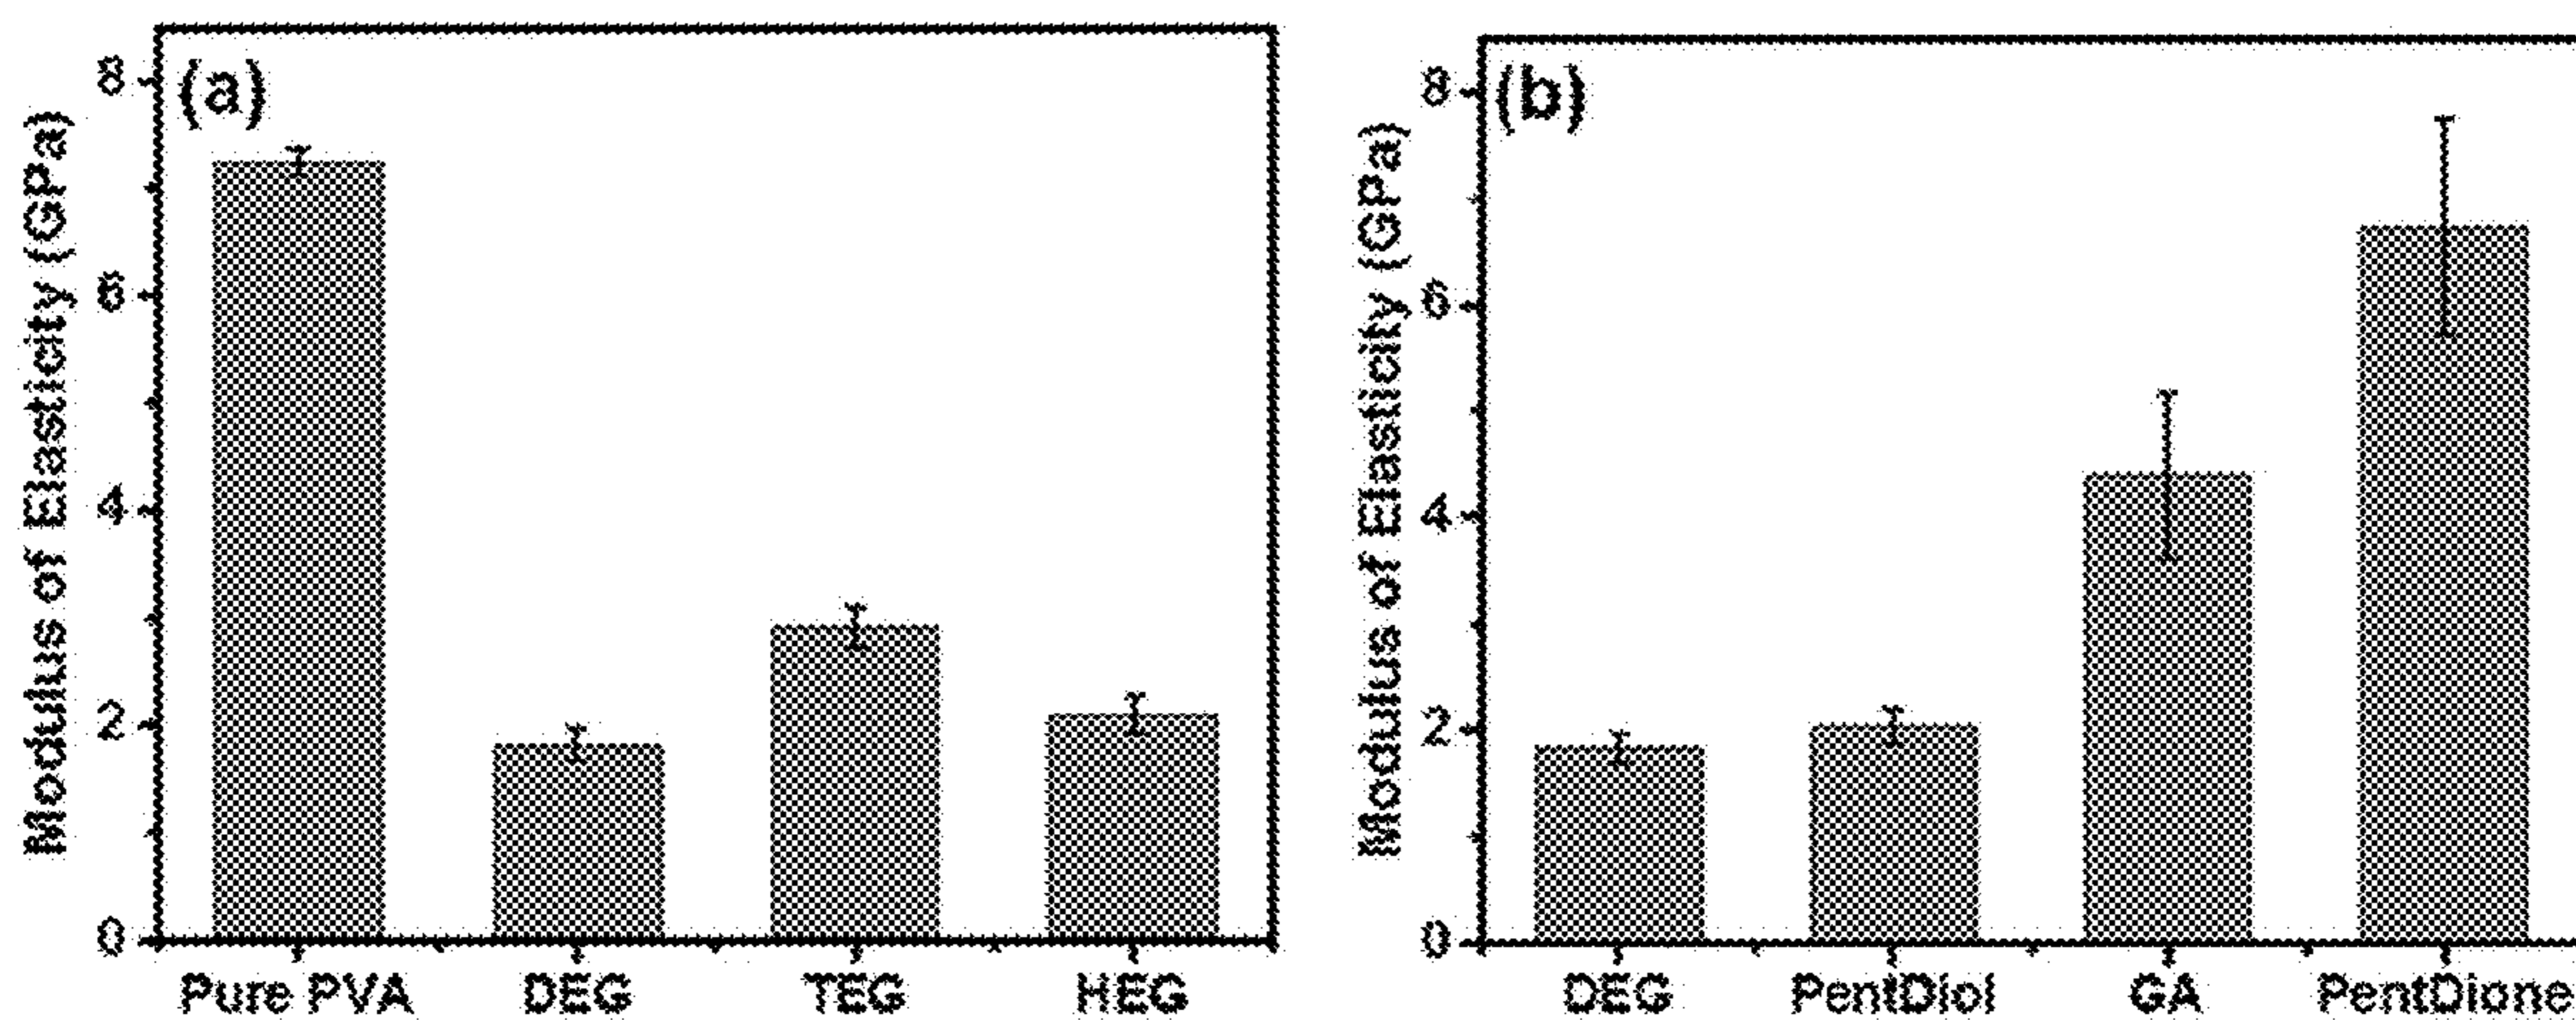 (a)
Modulus of Elasticity (GPa)
8
6
4
2
0
Pure PVA DEG TEG HEG
(b)
Modulus of Elasticity (GPa)
8
6
4
2
0
DEG PentDiol GA PentDione